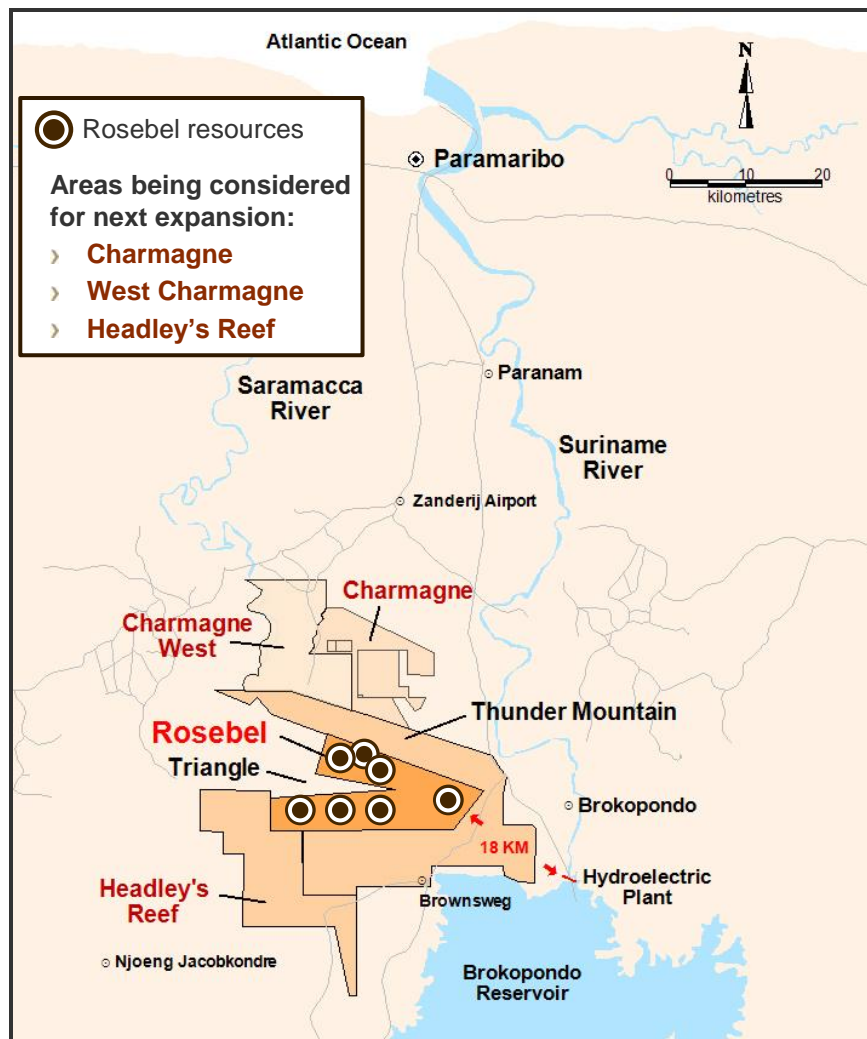 Atlantic Ocean
N
Rosebel resources
Areas being considered
for next expansion:
› Charmagne
› West Charmagne
› Headley’s Reef
Paramaribo
0 10 20
kilometres
Paranam
Saramacca
River
Suriname
River
Zanderij Airport
Charmagne
Charmagne
West
Thunder Mountain
Rosebel
Triangle
Brokopondo
18 KM
Hydroelectric
Plant
Headley's
Reef
Brownsweg
Njoeng Jacobkondre
Brokopondo
Reservoir